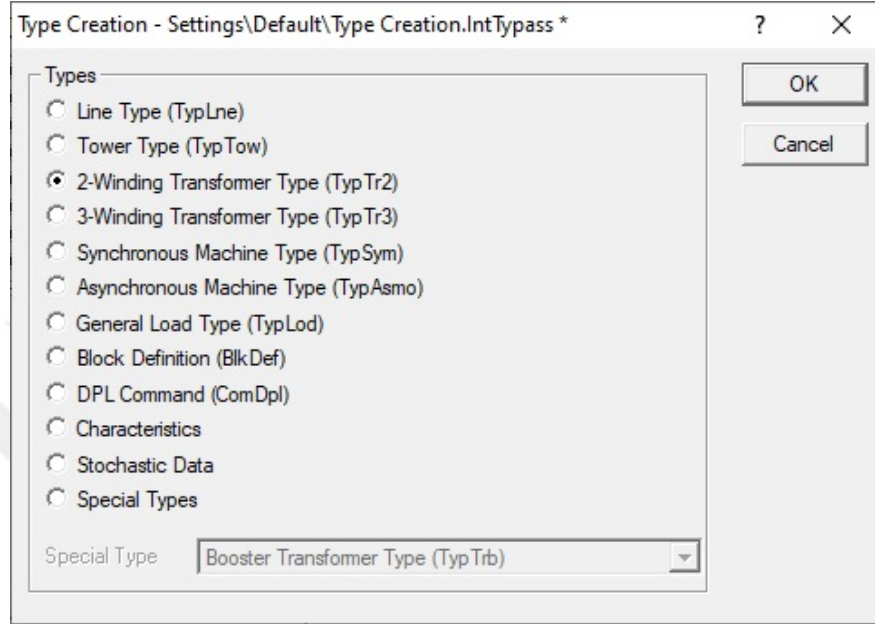 Type Creation - Settings\Default\Type Creation.IntTypass * ?
Types
Line Type (TypLne)
Tower Type (TypTow)
2-Winding Transformer Type (TypTr2)
3-Winding Transformer Type (TypTr3)
Synchronous Machine Type (TypSym)
Asynchronous Machine Type (TypAsmo)
General Load Type (TypLod)
Block Definition (BlkDef)
DPL Command (ComDpl)
Characteristics
Stochastic Data
Special Types
Special Type Booster Transformer Type (TypTrb)
OK
Cancel